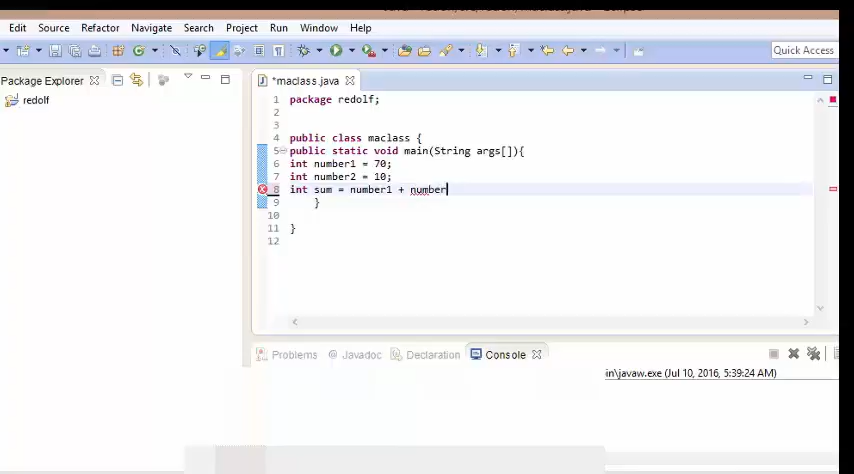 Edit Source Refactor Navigate Search Project Run Window Help
Quick Access
Package Explorer
redolf
*maclass.java
1 package redolf;
2
3
4 public class maclass {
5 public static void main(String args[]){
6 int number1 = 70;
7 int number2 = 10;
8 int sum = number1 + number
9 }
10
11 }
12
Problems @ Javadoc Declaration Console
in\javaw.exe (Jul 10, 2016, 5:39:24 AM)